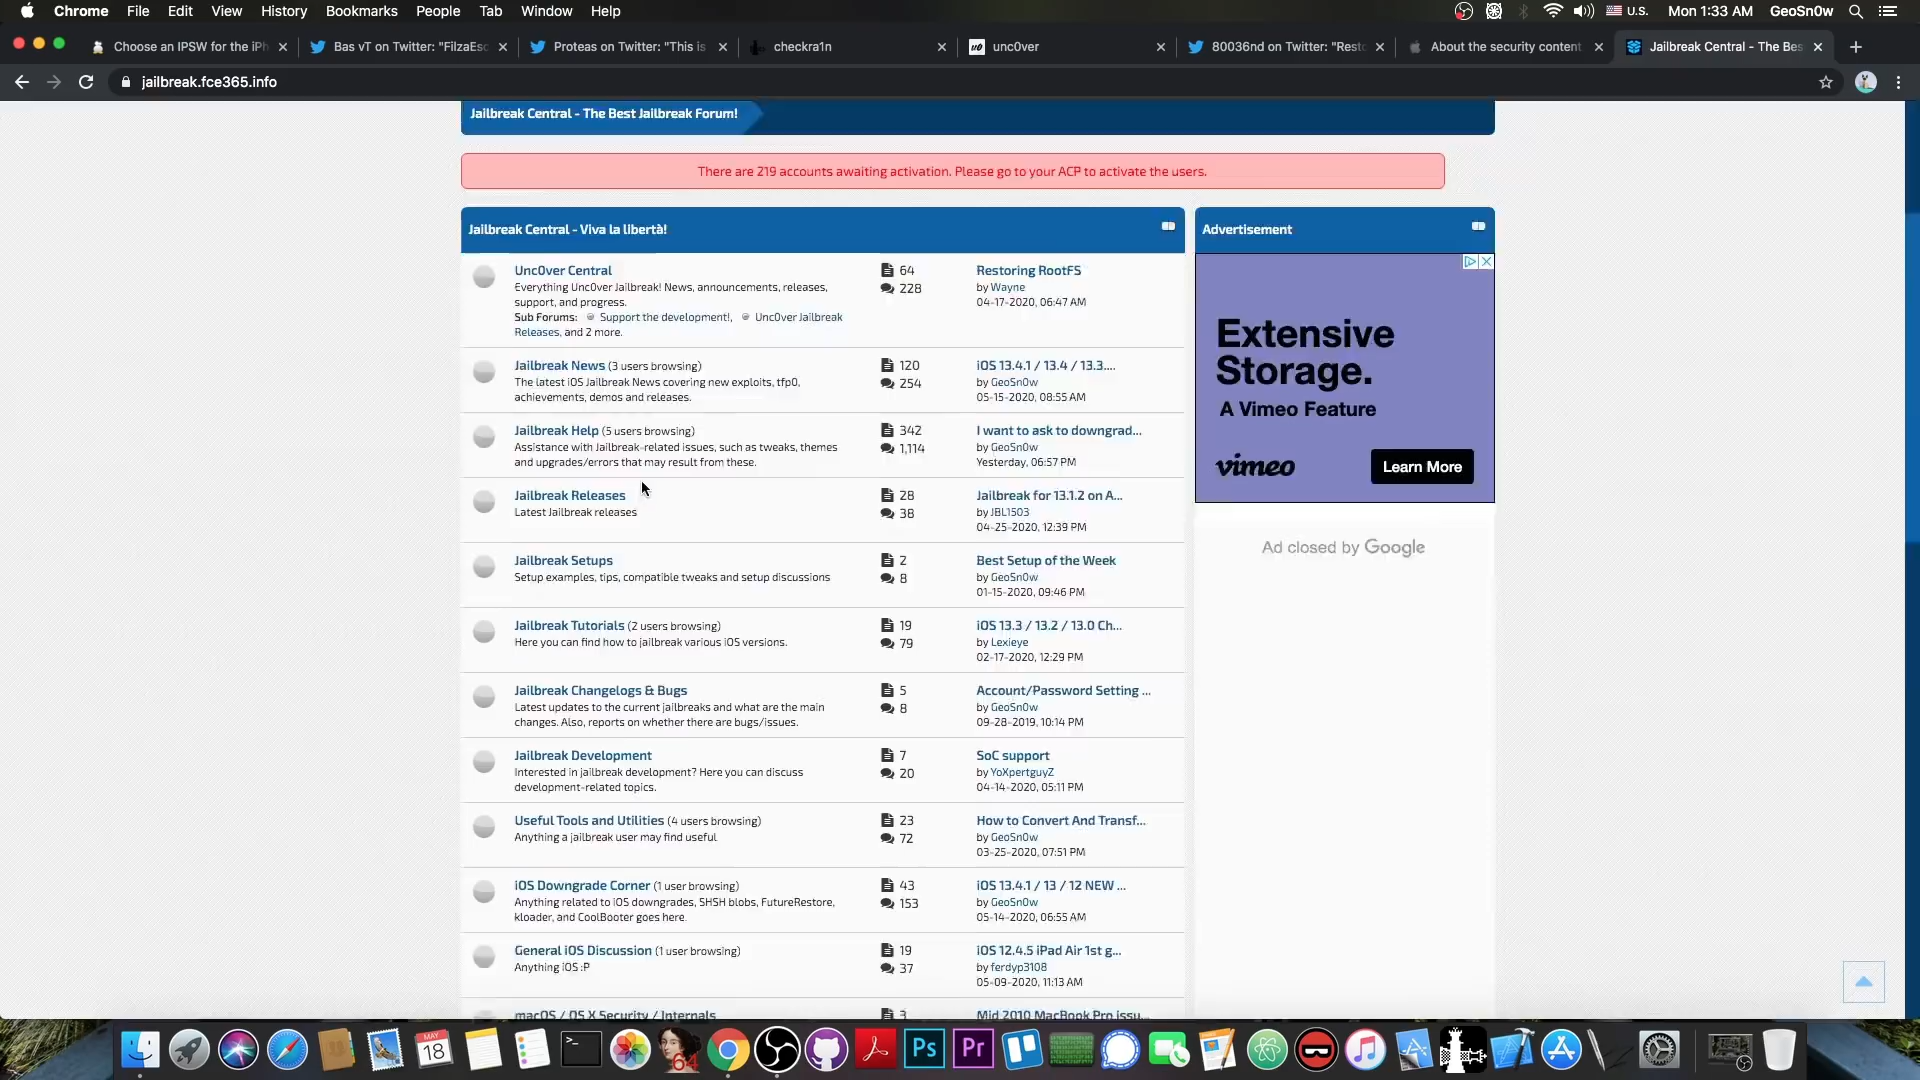 Chrome File Edit View History Bookmarks People Tab Window Help U.S. Mon 1:33 AM GeoSn0w
Choose an IPSW for the iPh
Bas vT on Twitter: "FilzaEsc
Proteas on Twitter: "This is
checkra1n
unc0ver
80036nd on Twitter: "Resto
About the security content
Jailbreak Central - The Bes
jailbreak.fce365.info
Jailbreak Central - The Best Jailbreak Forum!
There are 219 accounts awaiting activation. Please go to your ACP to activate the users.
Jailbreak Central - Viva la libertà!
Unc0ver Central
Everything Unc0ver Jailbreak! News, announcements, releases,
support, and progress.
Sub Forums: Support the development!, Unc0ver Jailbreak
Releases, and 2 more.
64
228
Restoring RootFS
by Wayne
04-17-2020, 06:47 AM
Jailbreak News (3 users browsing)
The latest iOS Jailbreak News covering new exploits, tfp0,
achievements, demos and releases.
120
254
iOS 13.4.1 / 13.4 / 13.3....
by GeoSn0w
05-15-2020, 08:55 AM
Jailbreak Help (5 users browsing)
Assistance with Jailbreak-related issues, such as tweaks, themes
and upgrades/errors that may result from these.
342
1,114
I want to ask to downgrad...
by GeoSn0w
Yesterday, 06:57 PM
Jailbreak Releases
Latest Jailbreak releases
28
38
Jailbreak for 13.1.2 on A...
by JBL1503
04-25-2020, 12:39 PM
Jailbreak Setups
Setup examples, tips, compatible tweaks and setup discussions
2
8
Best Setup of the Week
by GeoSn0w
01-15-2020, 09:46 PM
Jailbreak Tutorials (2 users browsing)
Here you can find how to jailbreak various iOS versions.
19
79
iOS 13.3 / 13.2 / 13.0 Ch...
by Lexieye
02-17-2020, 12:29 PM
Jailbreak Changelogs & Bugs
Latest updates to the current jailbreaks and what are the main
changes. Also, reports on whether there are bugs/issues.
5
8
Account/Password Setting ...
by GeoSn0w
09-28-2019, 10:14 PM
Jailbreak Development
Interested in jailbreak development? Here you can discuss
development-related topics.
7
20
SoC support
by YoXpertguyZ
04-14-2020, 05:11 PM
Useful Tools and Utilities (4 users browsing)
Anything a jailbreak user may find useful
23
72
How to Convert And Transf...
by GeoSn0w
03-25-2020, 07:51 PM
iOS Downgrade Corner (1 user browsing)
Anything related to iOS downgrades, SHSH blobs, FutureRestore,
kloader, and CoolBooter goes here.
43
153
iOS 13.4.1 / 13 / 12 NEW ...
by GeoSn0w
05-14-2020, 06:55 AM
General iOS Discussion (1 user browsing)
Anything iOS :P
19
37
iOS 12.4.5 iPad Air 1st g...
by ferdyp3108
05-09-2020, 11:13 AM
macOS / OS X Security / Internals
3
Mid 2010 MacBook Pro issu...
Advertisement
Extensive
Storage.
A Vimeo Feature
vimeo
Learn More
Ad closed by Google
MAY
18
64
Ps
Pr